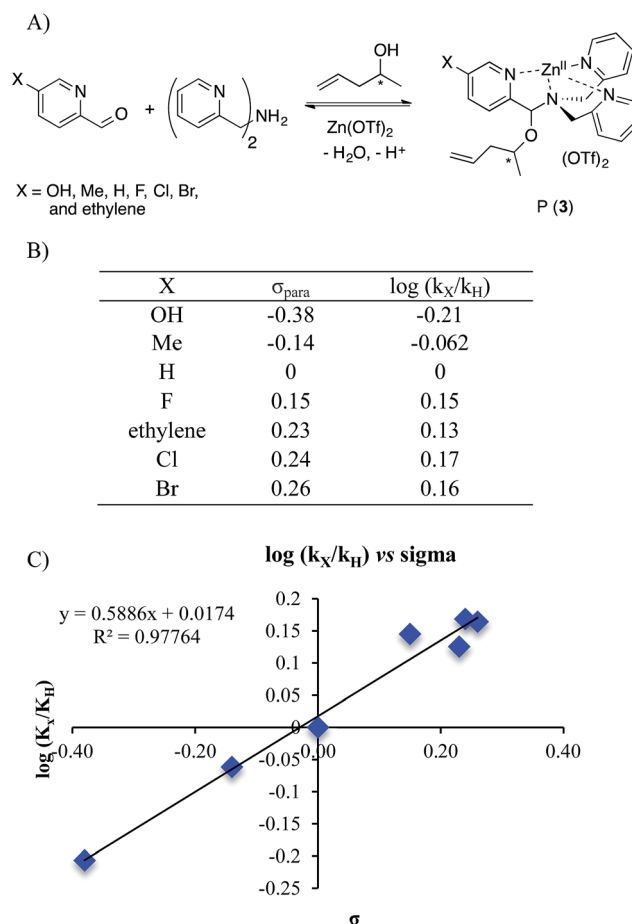 A)
X
N
O
+
N
2
NH₂
OH
*
Zn(OTf)₂
- H₂O, - H⁺
X
N
Zn^II
N
N
N
O
*
(OTf)₂
P (3)
X = OH, Me, H, F, Cl, Br,
and ethylene
B)
X σpara log (kX/kH)
OH -0.38 -0.21
Me -0.14 -0.062
H 0 0
F 0.15 0.15
ethylene 0.23 0.13
Cl 0.24 0.17
Br 0.26 0.16
C)
log (kX/kH) vs sigma
y = 0.5886x + 0.0174
R² = 0.97764
log (Kx/KH)
0.2
0.15
0.1
0.05
0
-0.05
-0.1
-0.15
-0.2
-0.25
-0.40 -0.20 0.00 0.20 0.40
σ